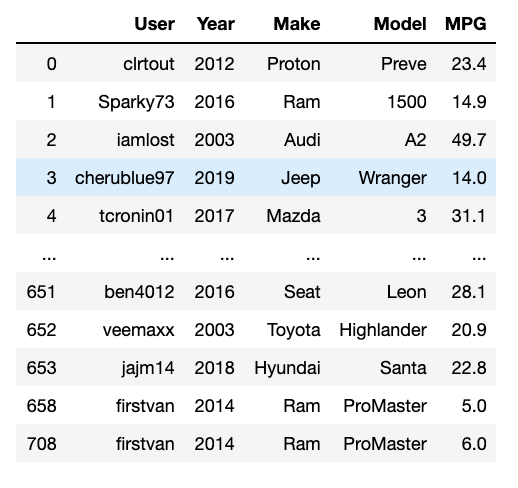 User Year Make Model MPG
0 clrtout 2012 Proton Preve 23.4
1 Sparky73 2016 Ram 1500 14.9
2 iamlost 2003 Audi A2 49.7
3 cherublue97 2019 Jeep Wranger 14.0
4 tcronin01 2017 Mazda 3 31.1
... ... ... ... ... ...
651 ben4012 2016 Seat Leon 28.1
652 veemaxx 2003 Toyota Highlander 20.9
653 jajm14 2018 Hyundai Santa 22.8
658 firstvan 2014 Ram ProMaster 5.0
708 firstvan 2014 Ram ProMaster 6.0